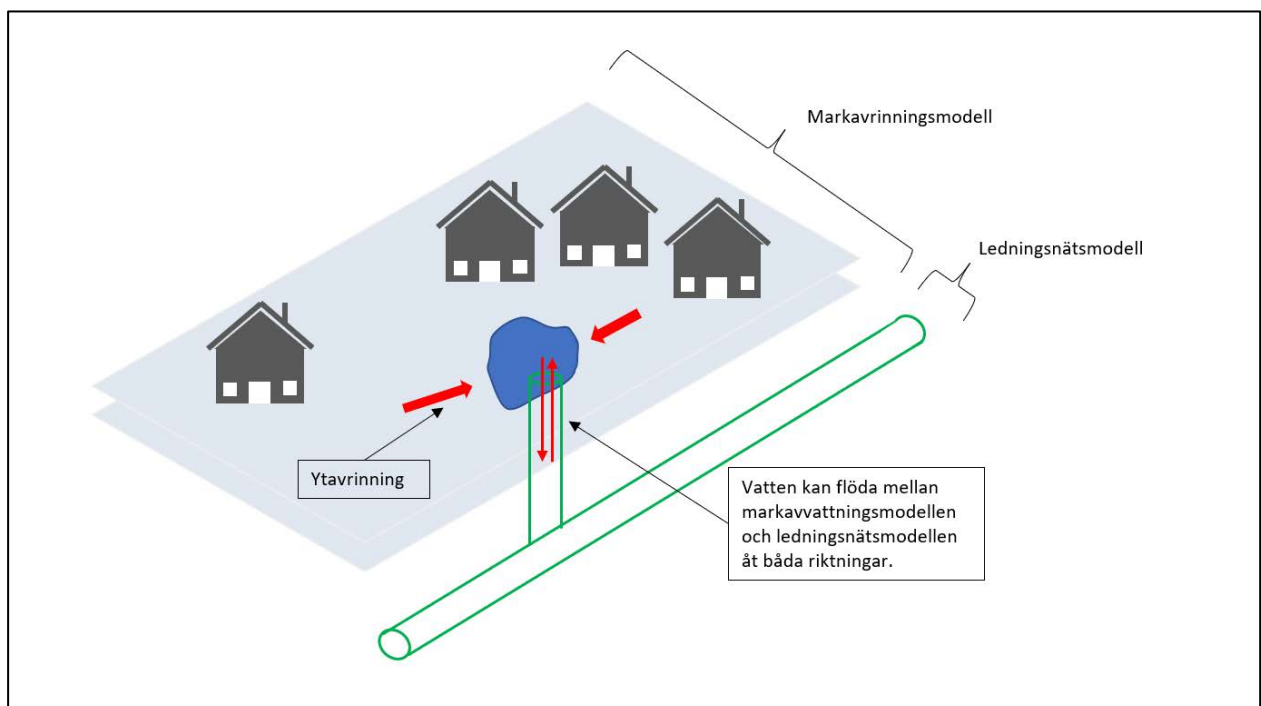 Markavrinningsmodell
Ledningsnätsmodell
Ytavrinning
Vatten kan flöda mellan
markavvattningsmodellen
och ledningsnätsmodellen
åt båda riktningar.